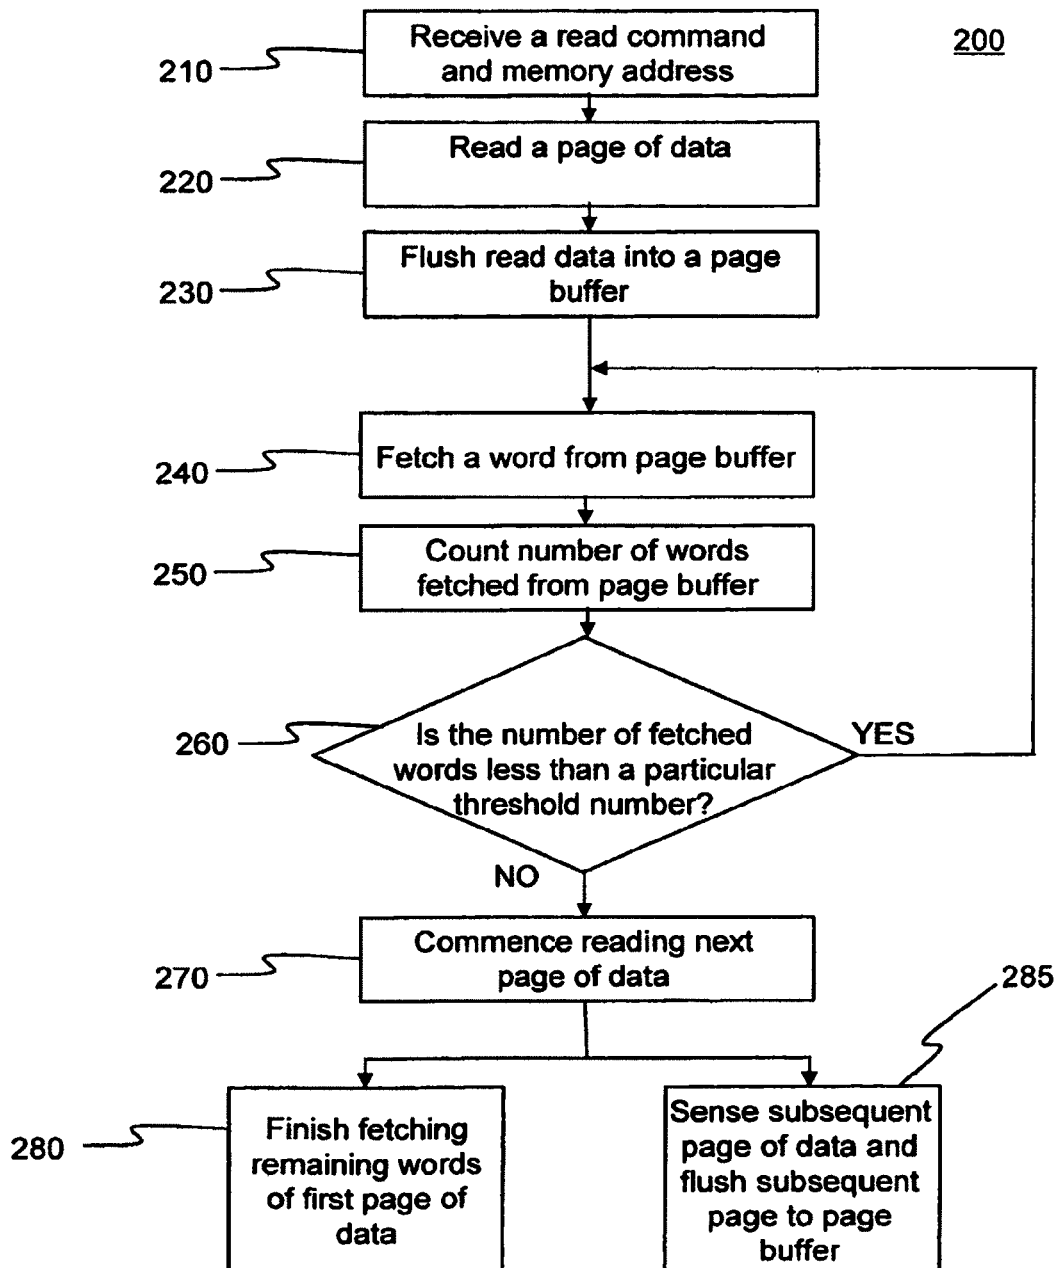 200
Receive a read command
and memory address
210
Read a page of data
220
Flush read data into a page
buffer
230
Fetch a word from page buffer
240
Count number of words
fetched from page buffer
250
Is the number of fetched
words less than a particular
threshold number?
260
YES
NO
Commence reading next
page of data
270
285
Finish fetching
remaining words
of first page of
data
280
Sense subsequent
page of data and
flush subsequent
page to page
buffer